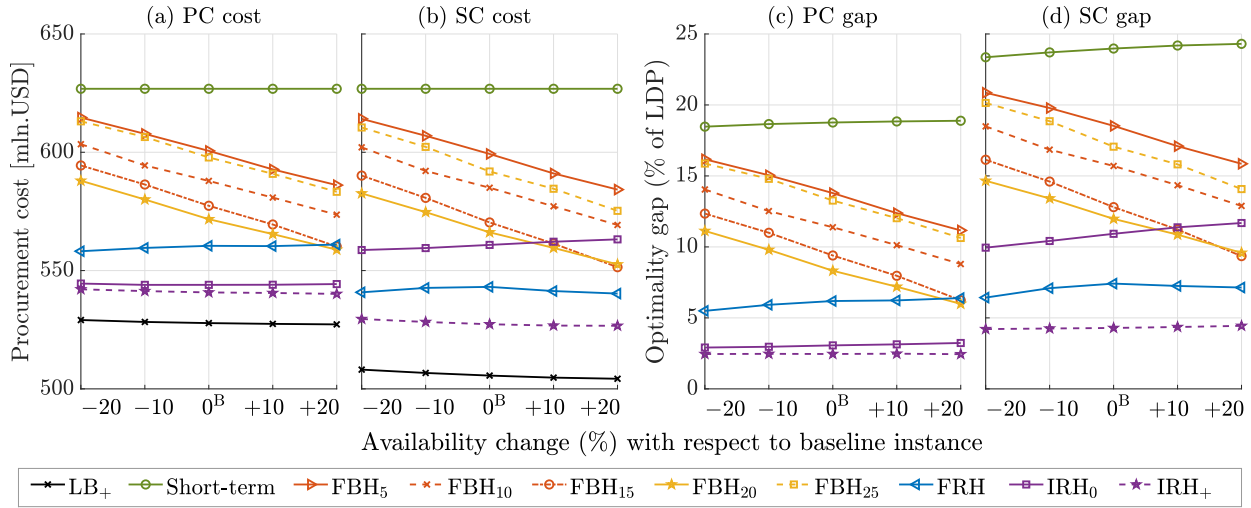 (a) PC cost
(b) SC cost
(c) PC gap
(d) SC gap
Procurement cost [mln.USD]
650
600
550
500
Optimality gap (% of LDP)
25
20
15
10
5
0
−20 −10 0ᴮ +10 +20
−20 −10 0ᴮ +10 +20
−20 −10 0ᴮ +10 +20
−20 −10 0ᴮ +10 +20
Availability change (%) with respect to baseline instance
LB₊ Short-term FBH₅ FBH₁₀ FBH₁₅ FBH₂₀ FBH₂₅ FRH IRH₀ IRH₊